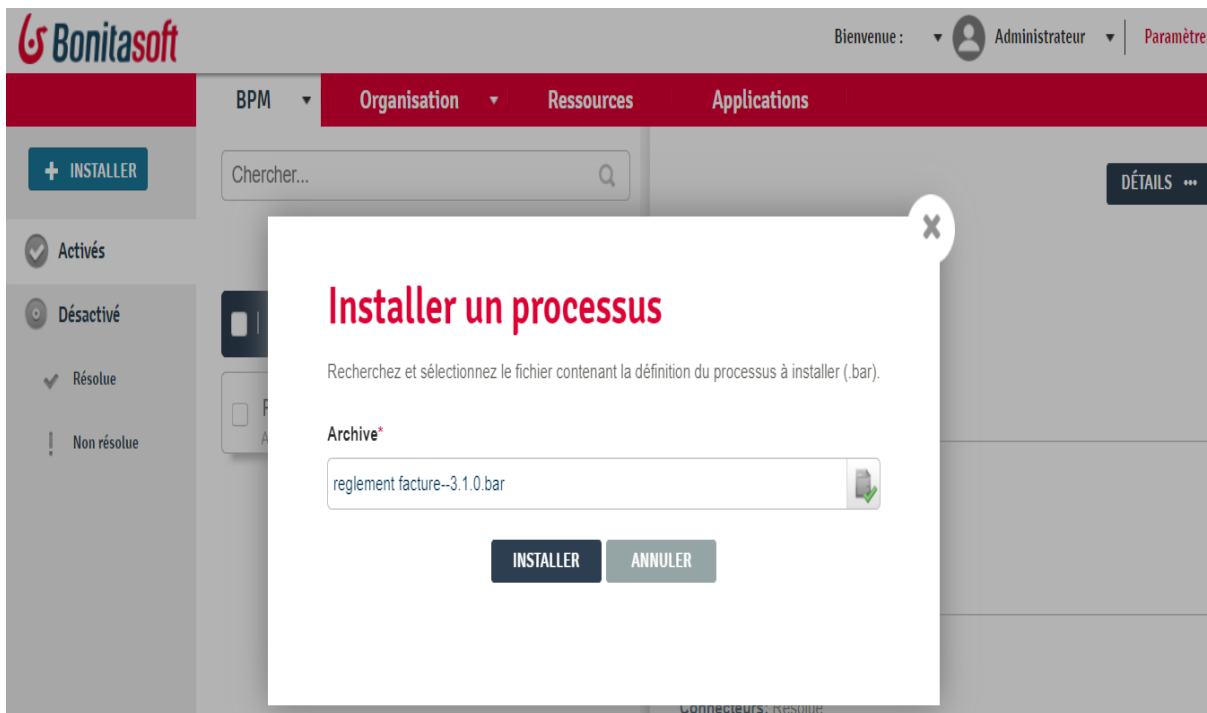 Bonitasoft
Bienvenue :
Administrateur
Paramètre
BPM
Organisation
Ressources
Applications
+ INSTALLER
Chercher...
DÉTAILS ...
Activés
Désactivé
Résolue
Non résolue
Installer un processus
Recherchez et sélectionnez le fichier contenant la définition du processus à installer (.bar).
Archive*
reglement facture--3.1.0.bar
INSTALLER
ANNULER
Connecteurs: Résolue